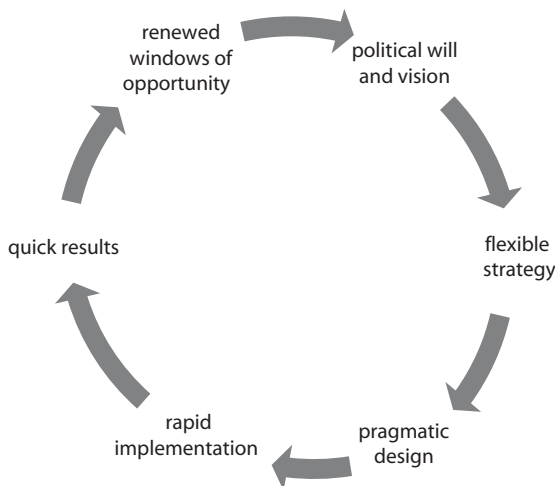 renewed
windows of
opportunity
political will
and vision
flexible
strategy
pragmatic
design
rapid
implementation
quick results